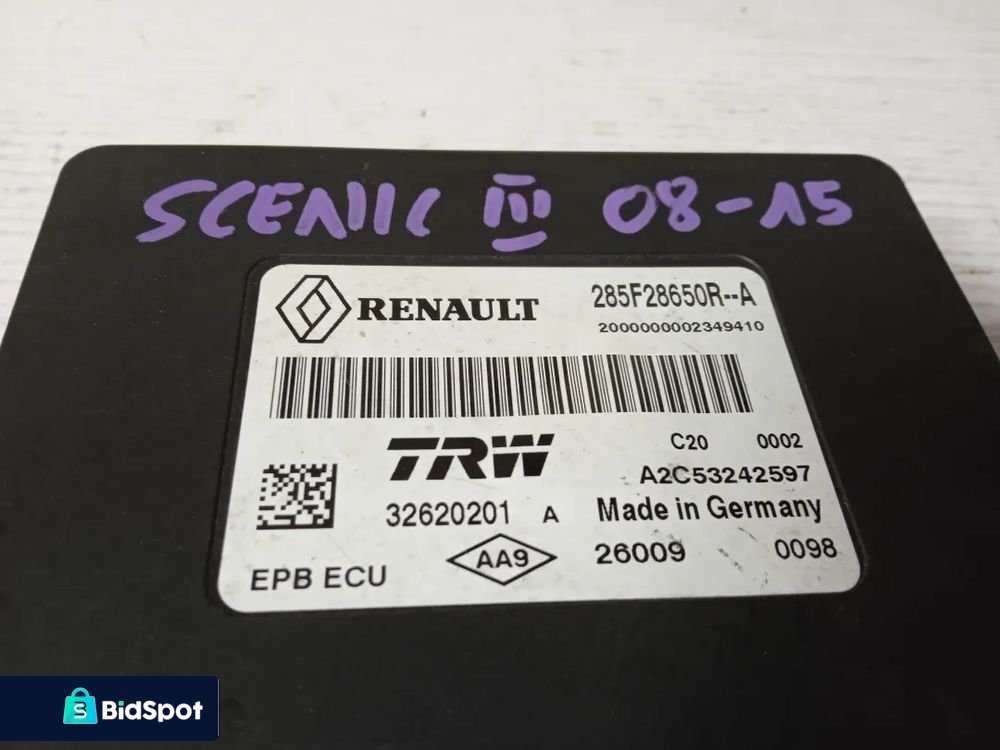 SCENIC III 08-15
RENAULT 285F28650R--A
2000000002349410
TRW C20 0002
A2C53242597
32620201 A Made in Germany
EPB ECU AA9 26009 0098
BidSpot